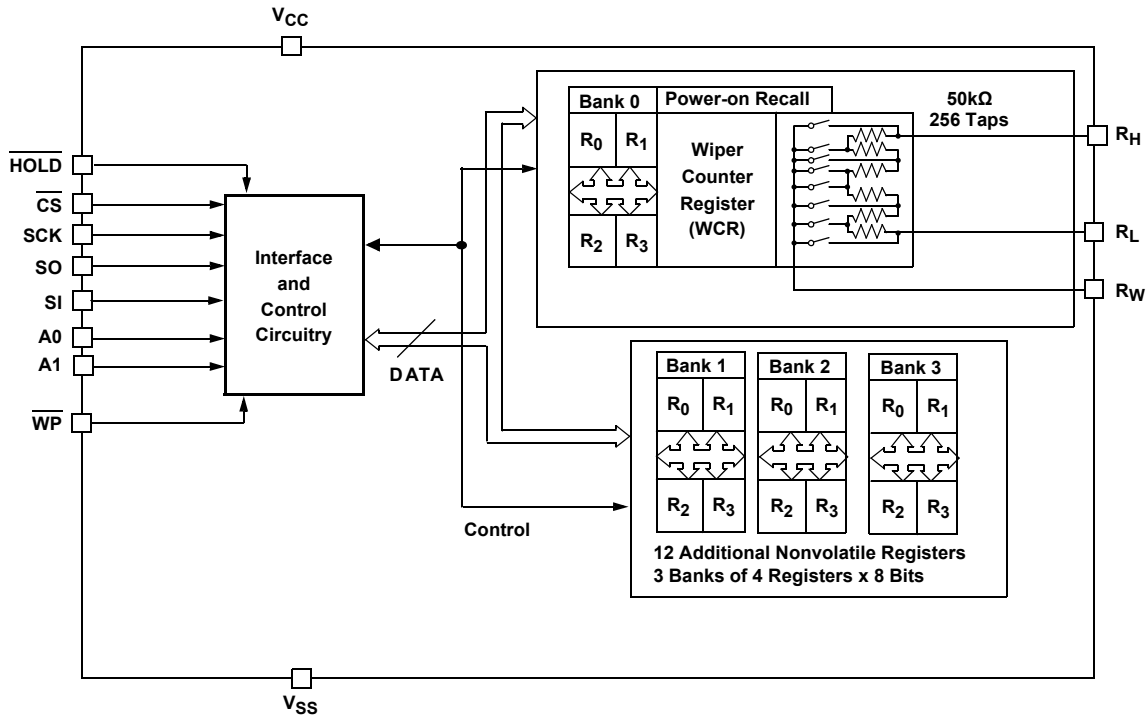 VCC
HOLD
CS
SCK
SO
SI
A0
A1
WP
Interface
and
Control
Circuitry
DATA
Control
Bank 0
Power-on Recall
R0 R1
R2 R3
Wiper
Counter
Register
(WCR)
50kΩ
256 Taps
RH
RL
RW
Bank 1
R0 R1
R2 R3
Bank 2
R0 R1
R2 R3
Bank 3
R0 R1
R2 R3
12 Additional Nonvolatile Registers
3 Banks of 4 Registers x 8 Bits
VSS